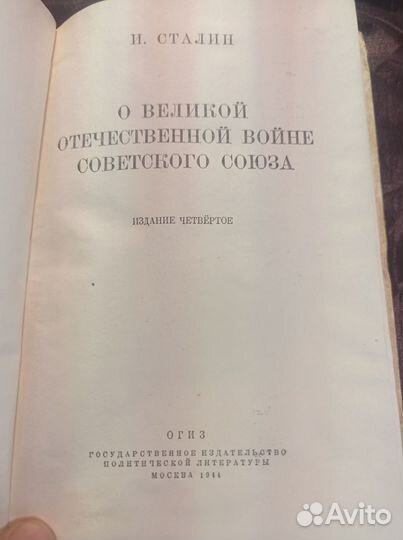 И. СТАЛИН
О ВЕЛИКОЙ
ОТЕЧЕСТВЕННОЙ ВОЙНЕ
СОВЕТСКОГО СОЮЗА
ИЗДАНИЕ ЧЕТВЁРТОЕ
ОГИЗ
ГОСУДАРСТВЕННОЕ ИЗДАТЕЛЬСТВО
ПОЛИТИЧЕСКОЙ ЛИТЕРАТУРЫ
МОСКВА 1944
Avito